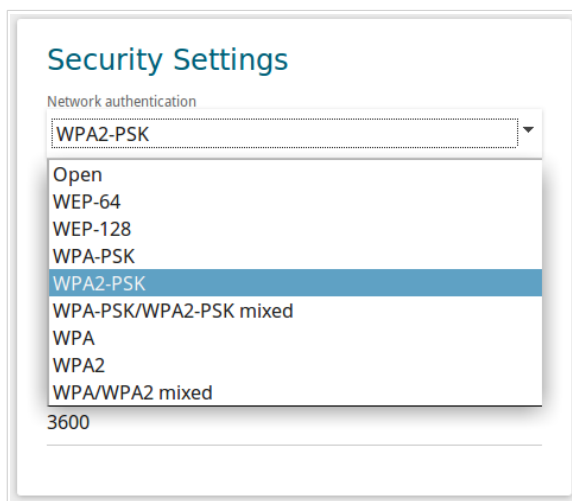 Security Settings
Network authentication
WPA2-PSK
Open
WEP-64
WEP-128
WPA-PSK
WPA2-PSK
WPA-PSK/WPA2-PSK mixed
WPA
WPA2
WPA/WPA2 mixed
3600